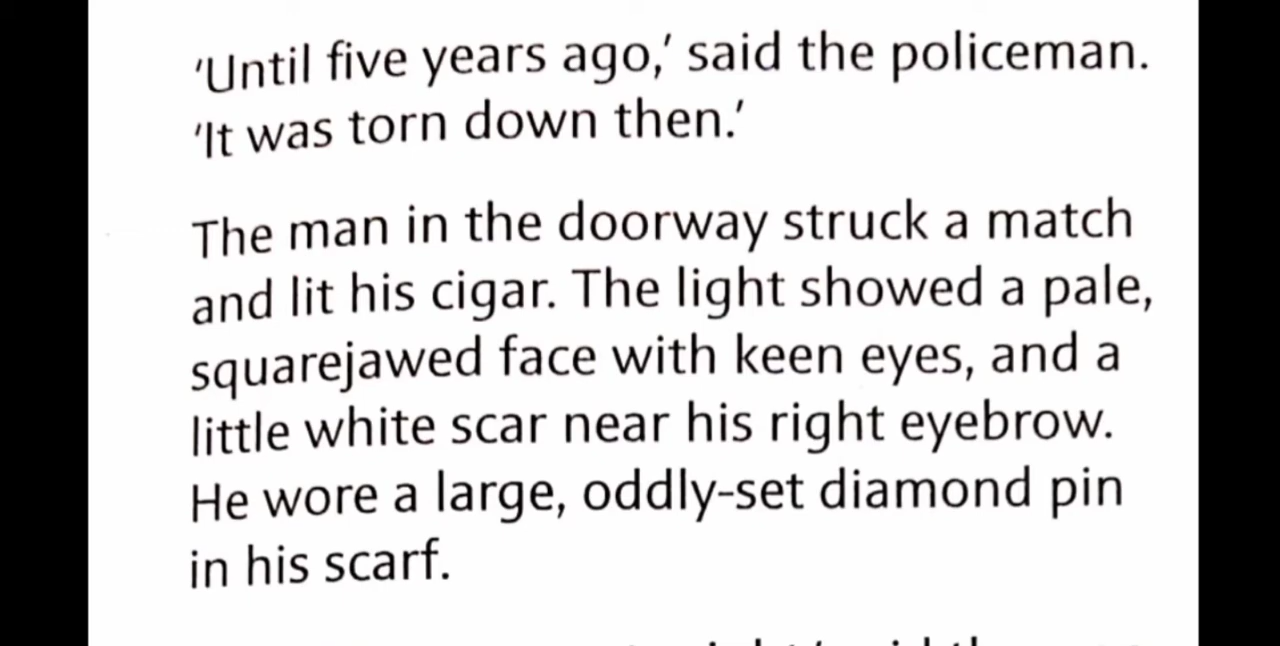 'Until five years ago,' said the policeman.
'It was torn down then.'
The man in the doorway struck a match
and lit his cigar. The light showed a pale,
squarejawed face with keen eyes, and a
little white scar near his right eyebrow.
He wore a large, oddly-set diamond pin
in his scarf.